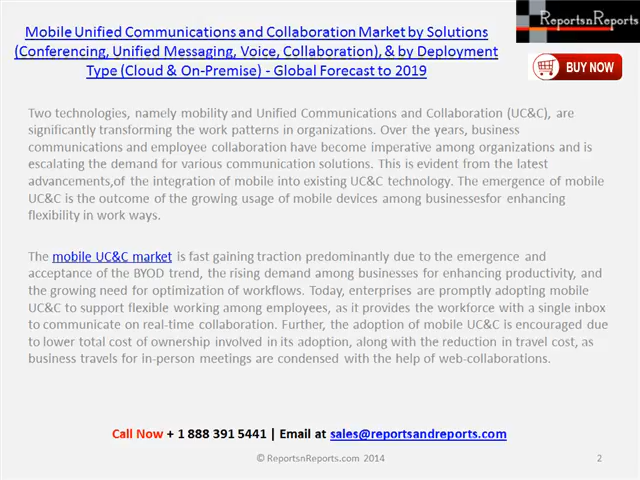 Mobile Unified Communications and Collaboration Market by Solutions
(Conferencing, Unified Messaging, Voice, Collaboration), & by Deployment
Type (Cloud & On-Premise) - Global Forecast to 2019
ReportsnReports
BUY NOW
Two technologies, namely mobility and Unified Communications and Collaboration (UC&C), are
significantly transforming the work patterns in organizations. Over the years, business
communications and employee collaboration have become imperative among organizations and is
escalating the demand for various communication solutions. This is evident from the latest
advancements,of the integration of mobile into existing UC&C technology. The emergence of mobile
UC&C is the outcome of the growing usage of mobile devices among businessesfor enhancing
flexibility in work ways.
The mobile UC&C market is fast gaining traction predominantly due to the emergence and
acceptance of the BYOD trend, the rising demand among businesses for enhancing productivity, and
the growing need for optimization of workflows. Today, enterprises are promptly adopting mobile
UC&C to support flexible working among employees, as it provides the workforce with a single inbox
to communicate on real-time collaboration. Further, the adoption of mobile UC&C is encouraged due
to lower total cost of ownership involved in its adoption, along with the reduction in travel cost, as
business travels for in-person meetings are condensed with the help of web-collaborations.
Call Now + 1 888 391 5441 | Email at sales@reportsandreports.com
© ReportsnReports.com 2014
2